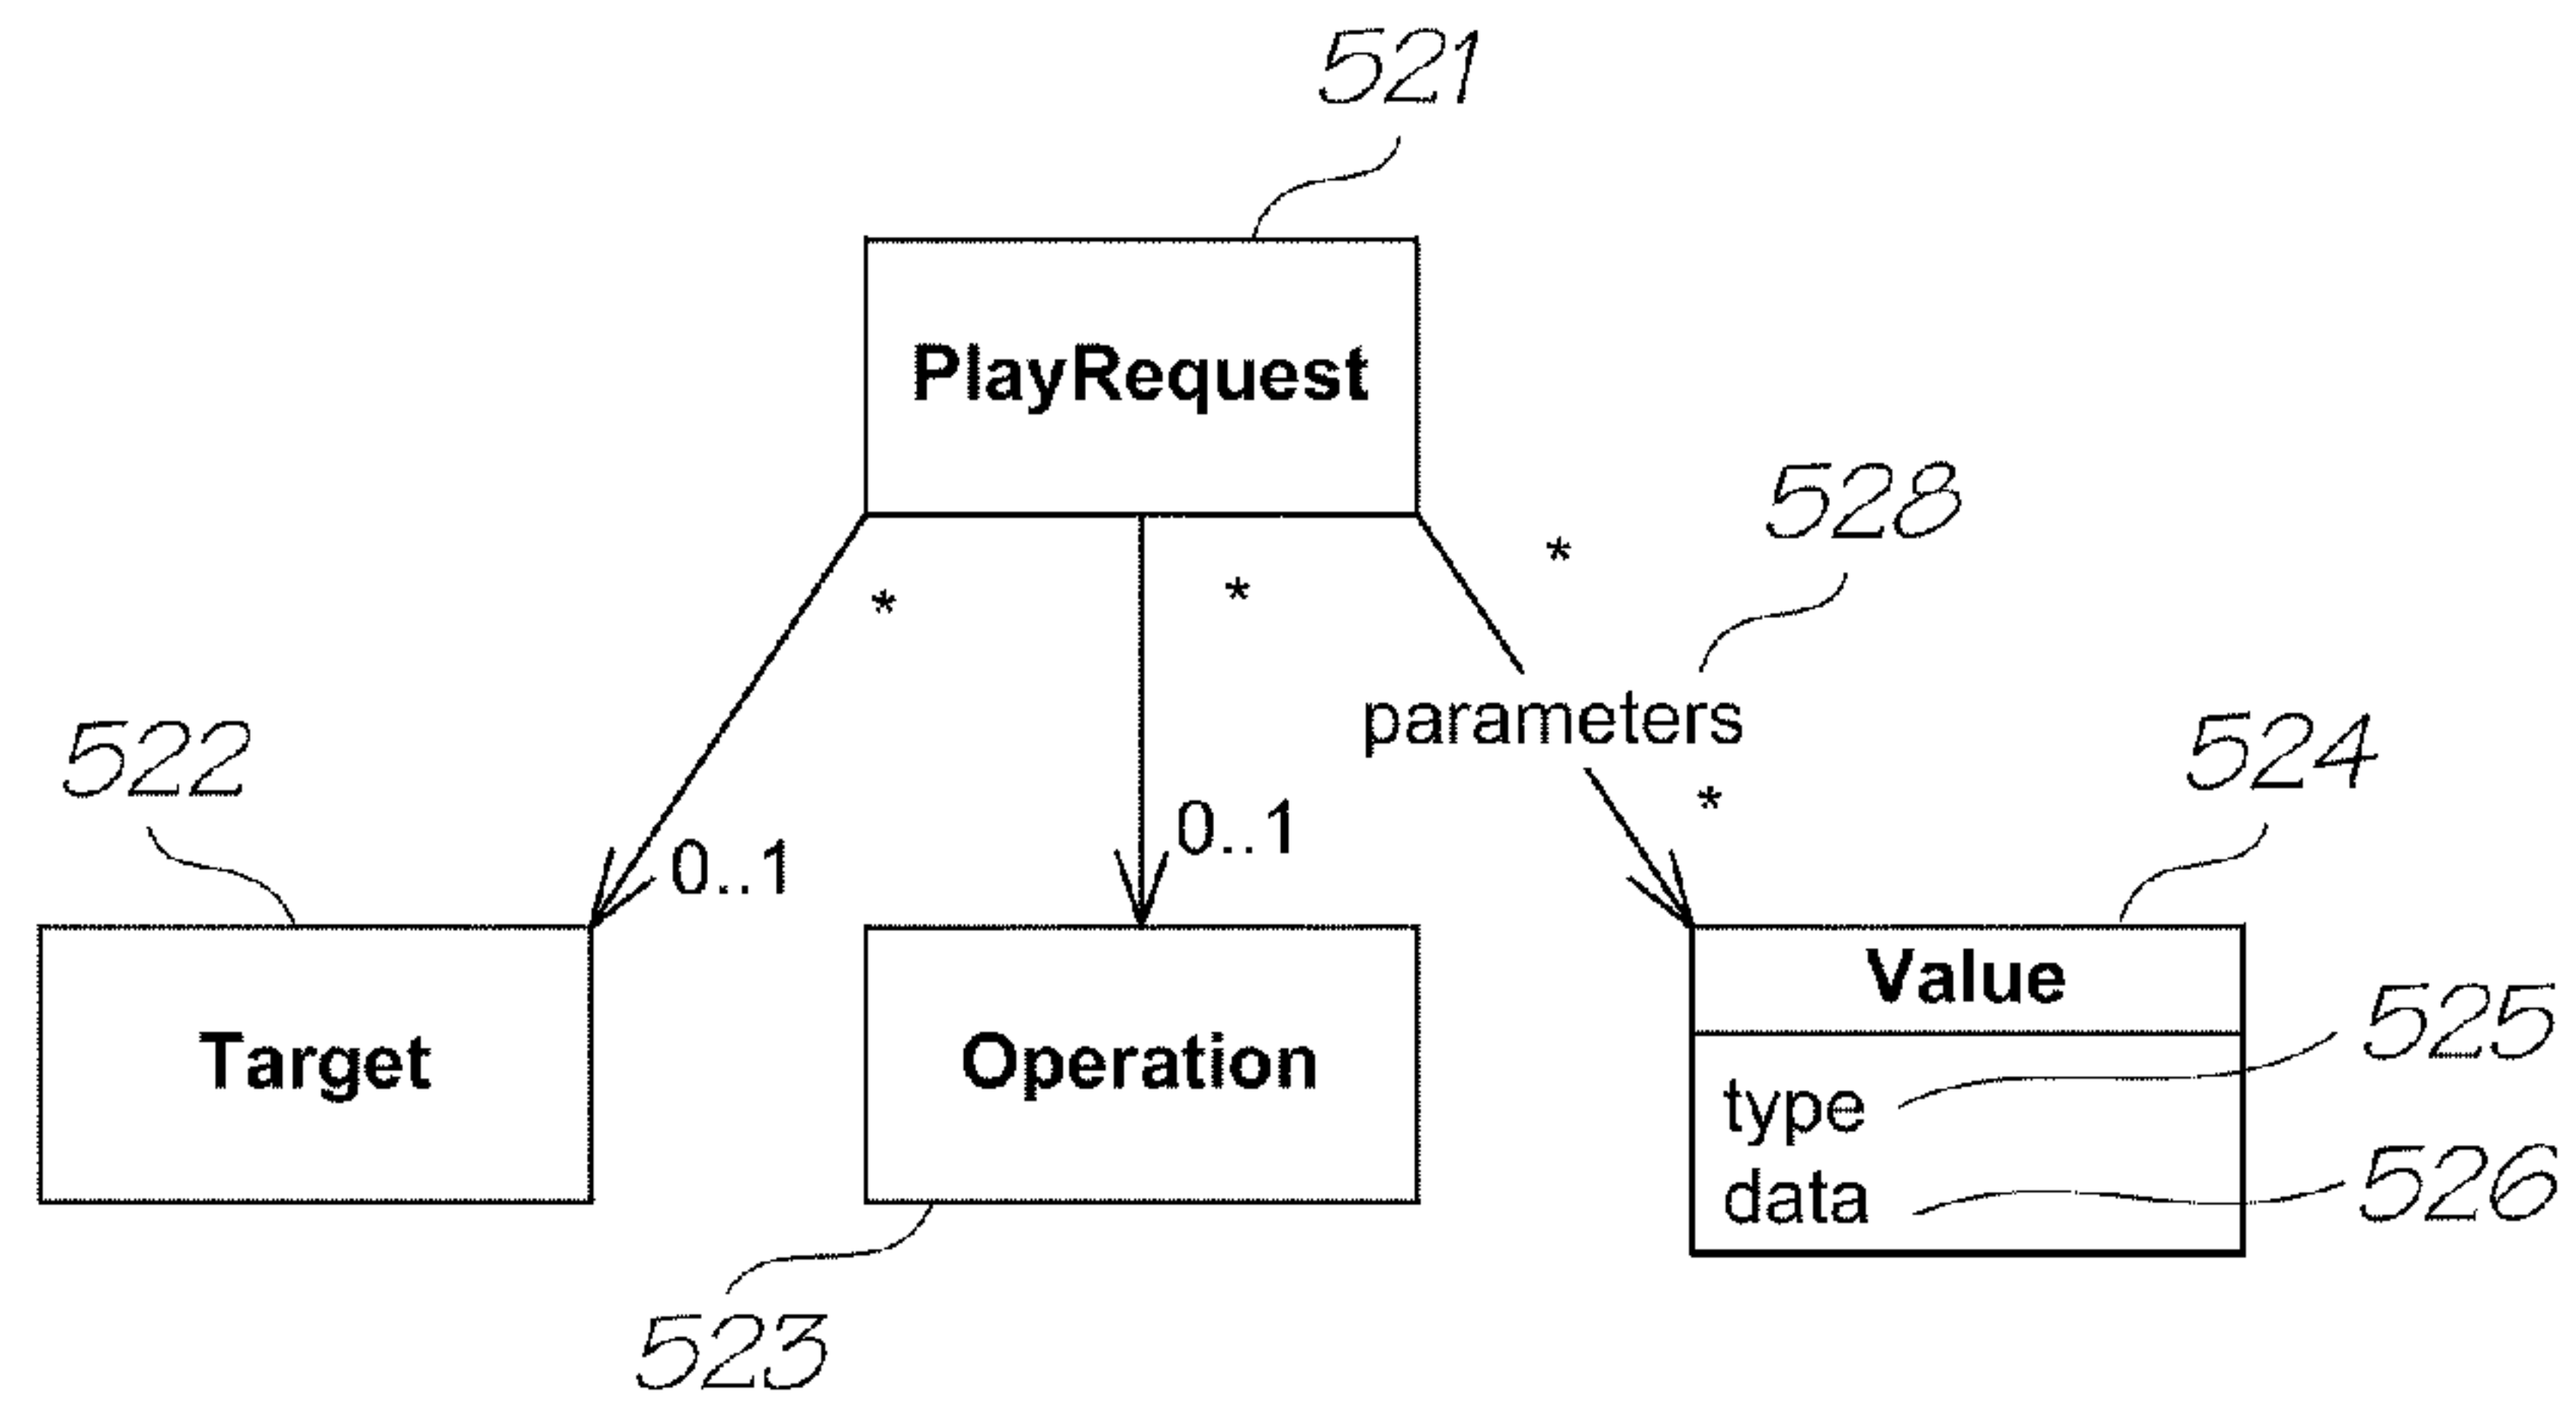 521
PlayRequest
528
*
*
*
parameters
522
524
*
0..1
0..1
Value
525
Target
Operation
type
526
data
523